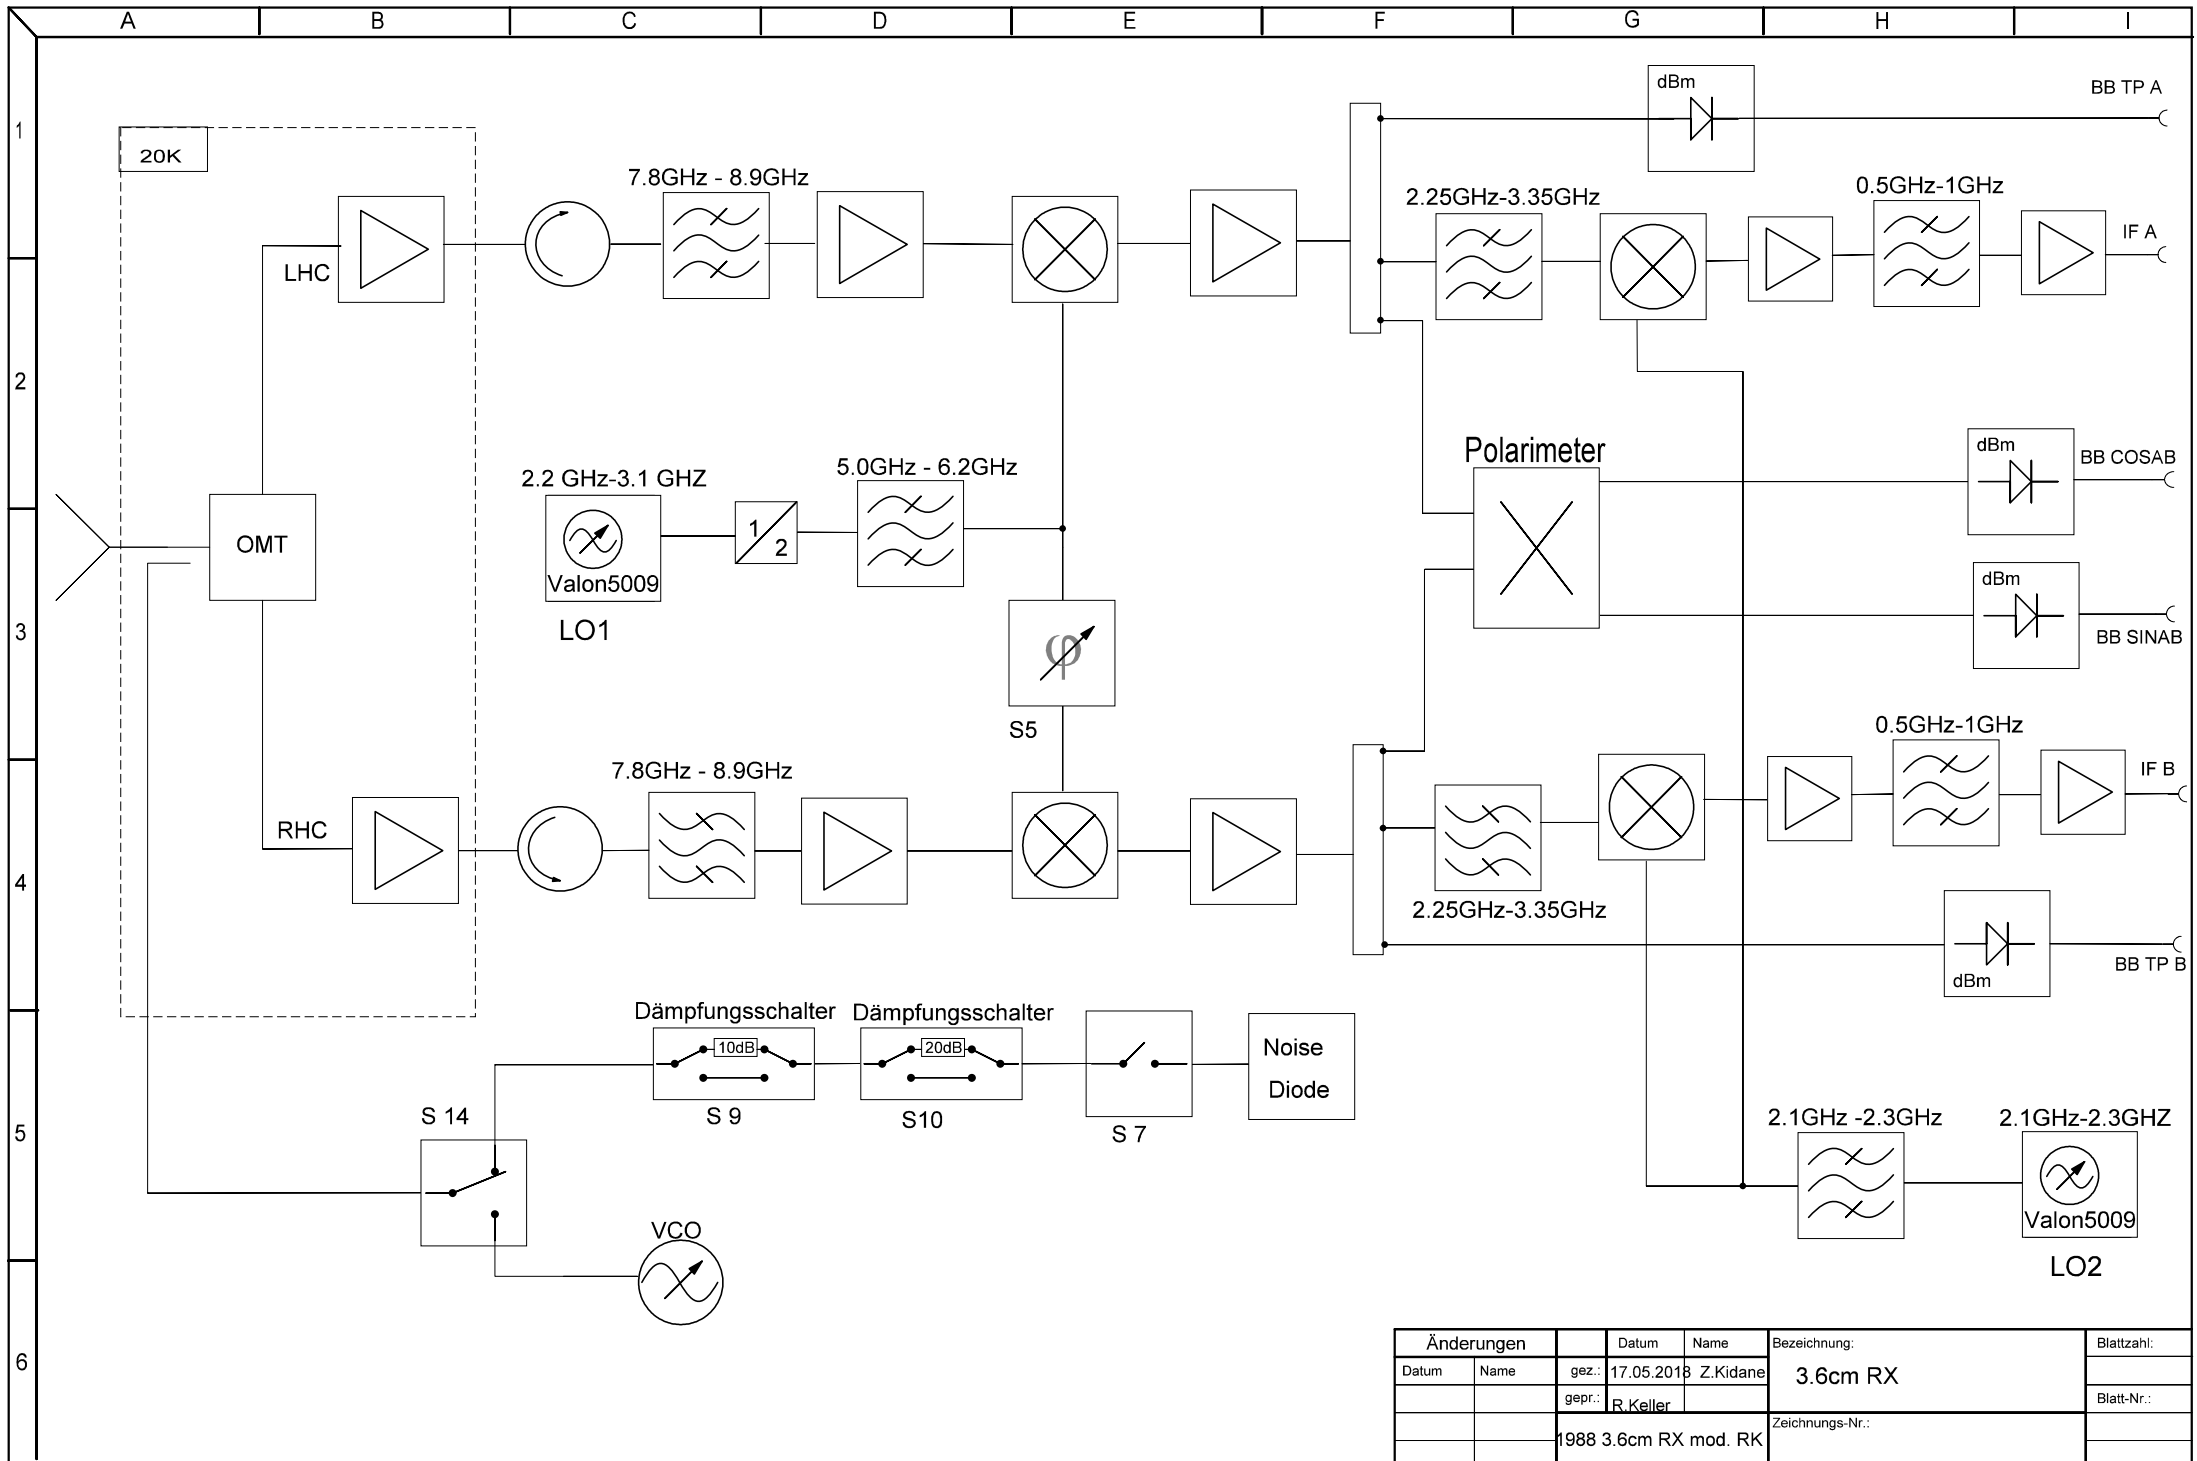 A B C D E F G H I
1
2
3
4
5
6
20K
LHC
OMT
RHC
7.8GHz - 8.9GHz
2.2 GHz-3.1 GHZ
Valon5009
LO1
1
2
5.0GHz - 6.2GHz
φ
S5
7.8GHz - 8.9GHz
dBm
BB TP A
2.25GHz-3.35GHz
0.5GHz-1GHz
IF A
Polarimeter
dBm
BB COSAB
dBm
BB SINAB
0.5GHz-1GHz
IF B
2.25GHz-3.35GHz
dBm
BB TP B
Dämpfungsschalter
10dB
S 9
Dämpfungsschalter
20dB
S10
S 7
Noise
Diode
S 14
VCO
2.1GHz -2.3GHz
2.1GHz-2.3GHZ
Valon5009
LO2
Änderungen
Datum Name
Datum Name
gez.: 17.05.2018 Z.Kidane
gepr.: R.Keller
1988 3.6cm RX mod. RK
Bezeichnung:
3.6cm RX
Zeichnungs-Nr.:
Blattzahl:
Blatt-Nr.: